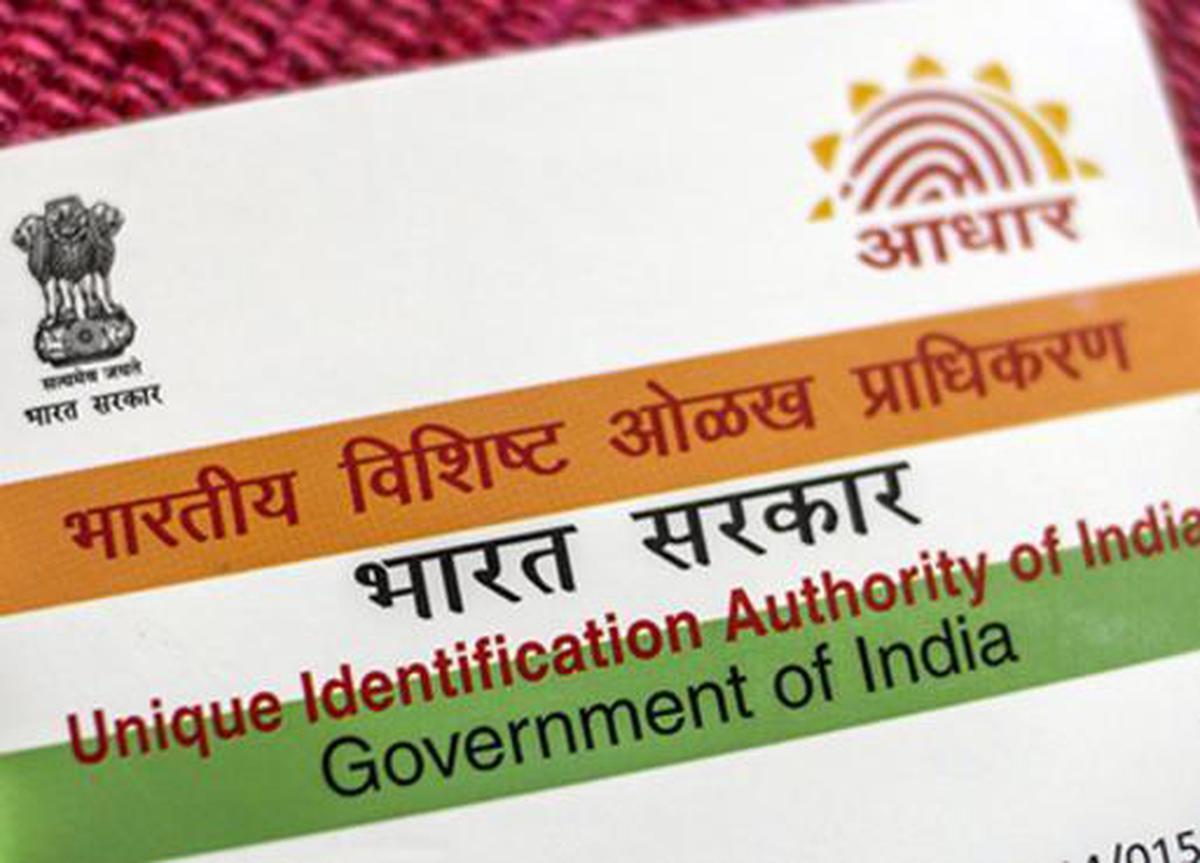 आधार
सत्यमेव जयते
भारत सरकार
भारतीय विशिष्ट ओळख प्राधिकरण
भारत सरकार
Unique Identification Authority of India
Government of India
/015